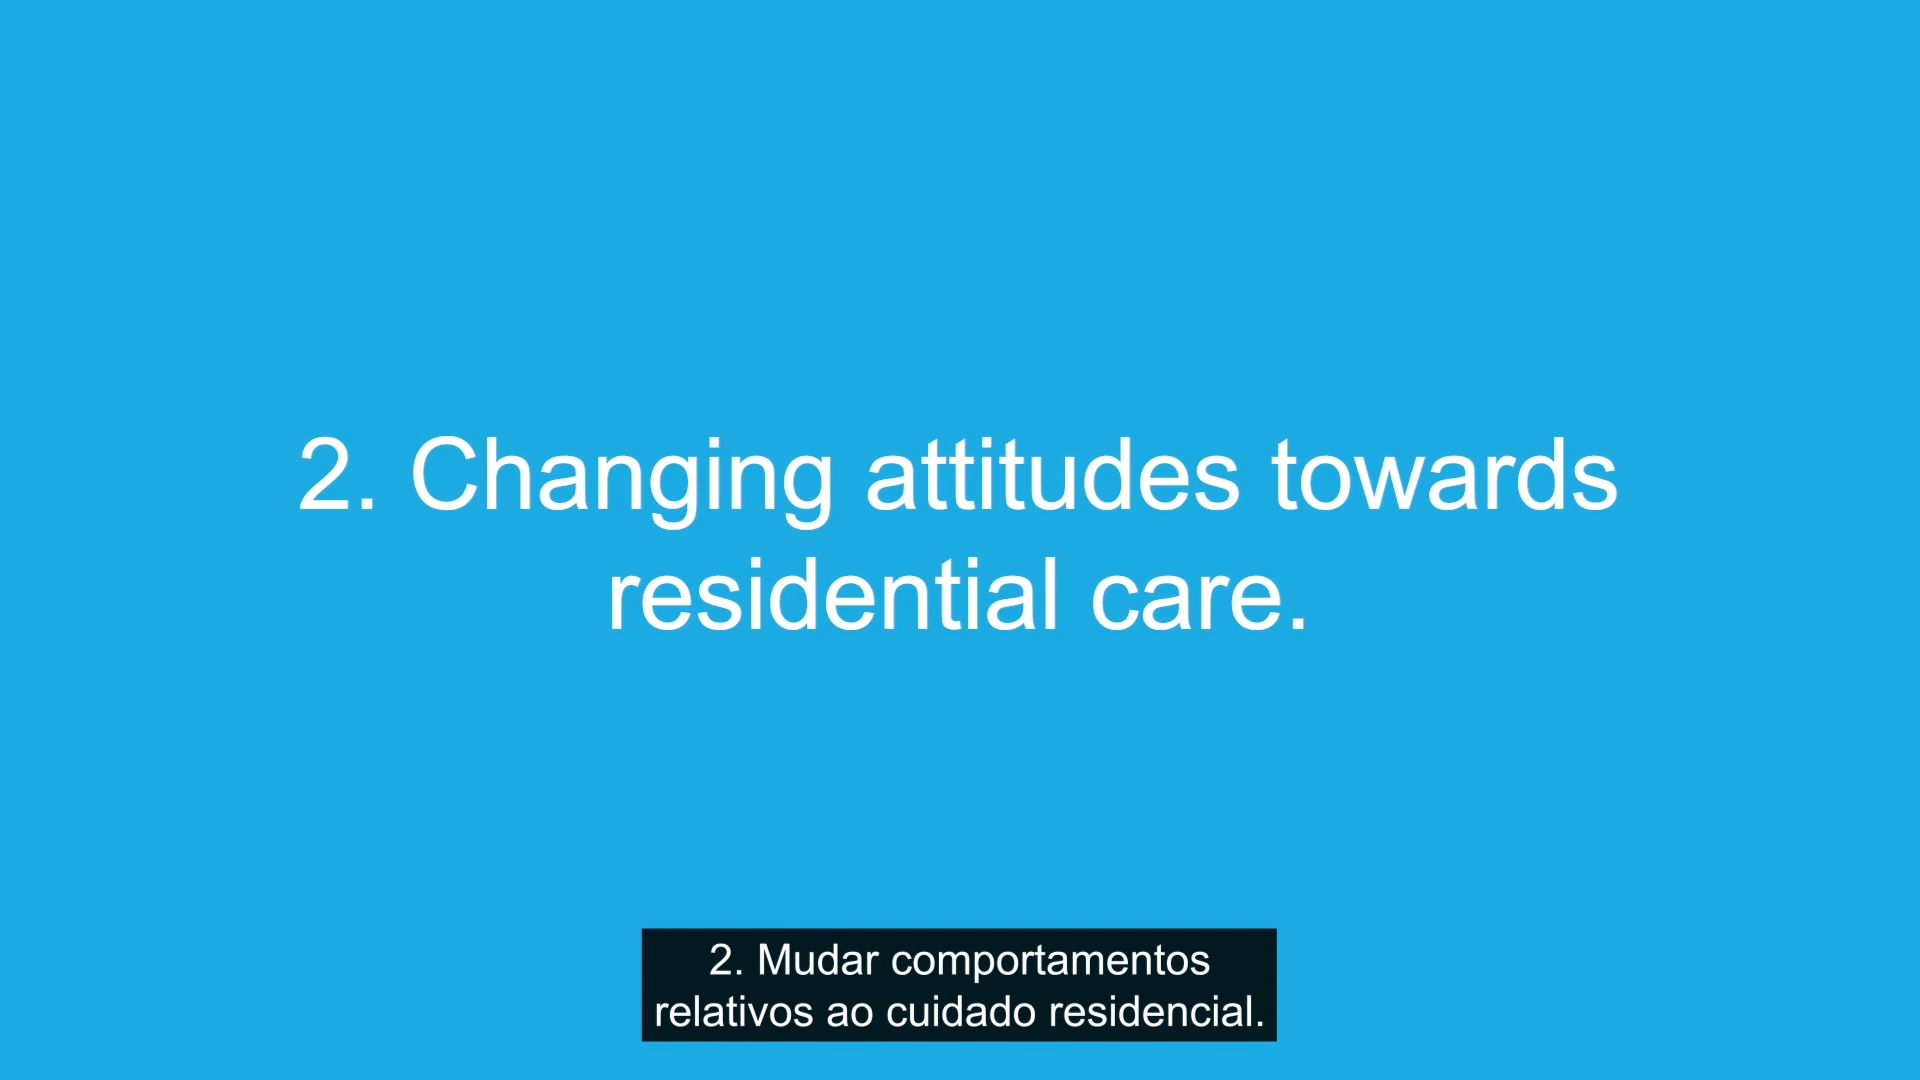 2. Changing attitudes towards
residential care.
2. Mudar comportamentos
relativos ao cuidado residencial.